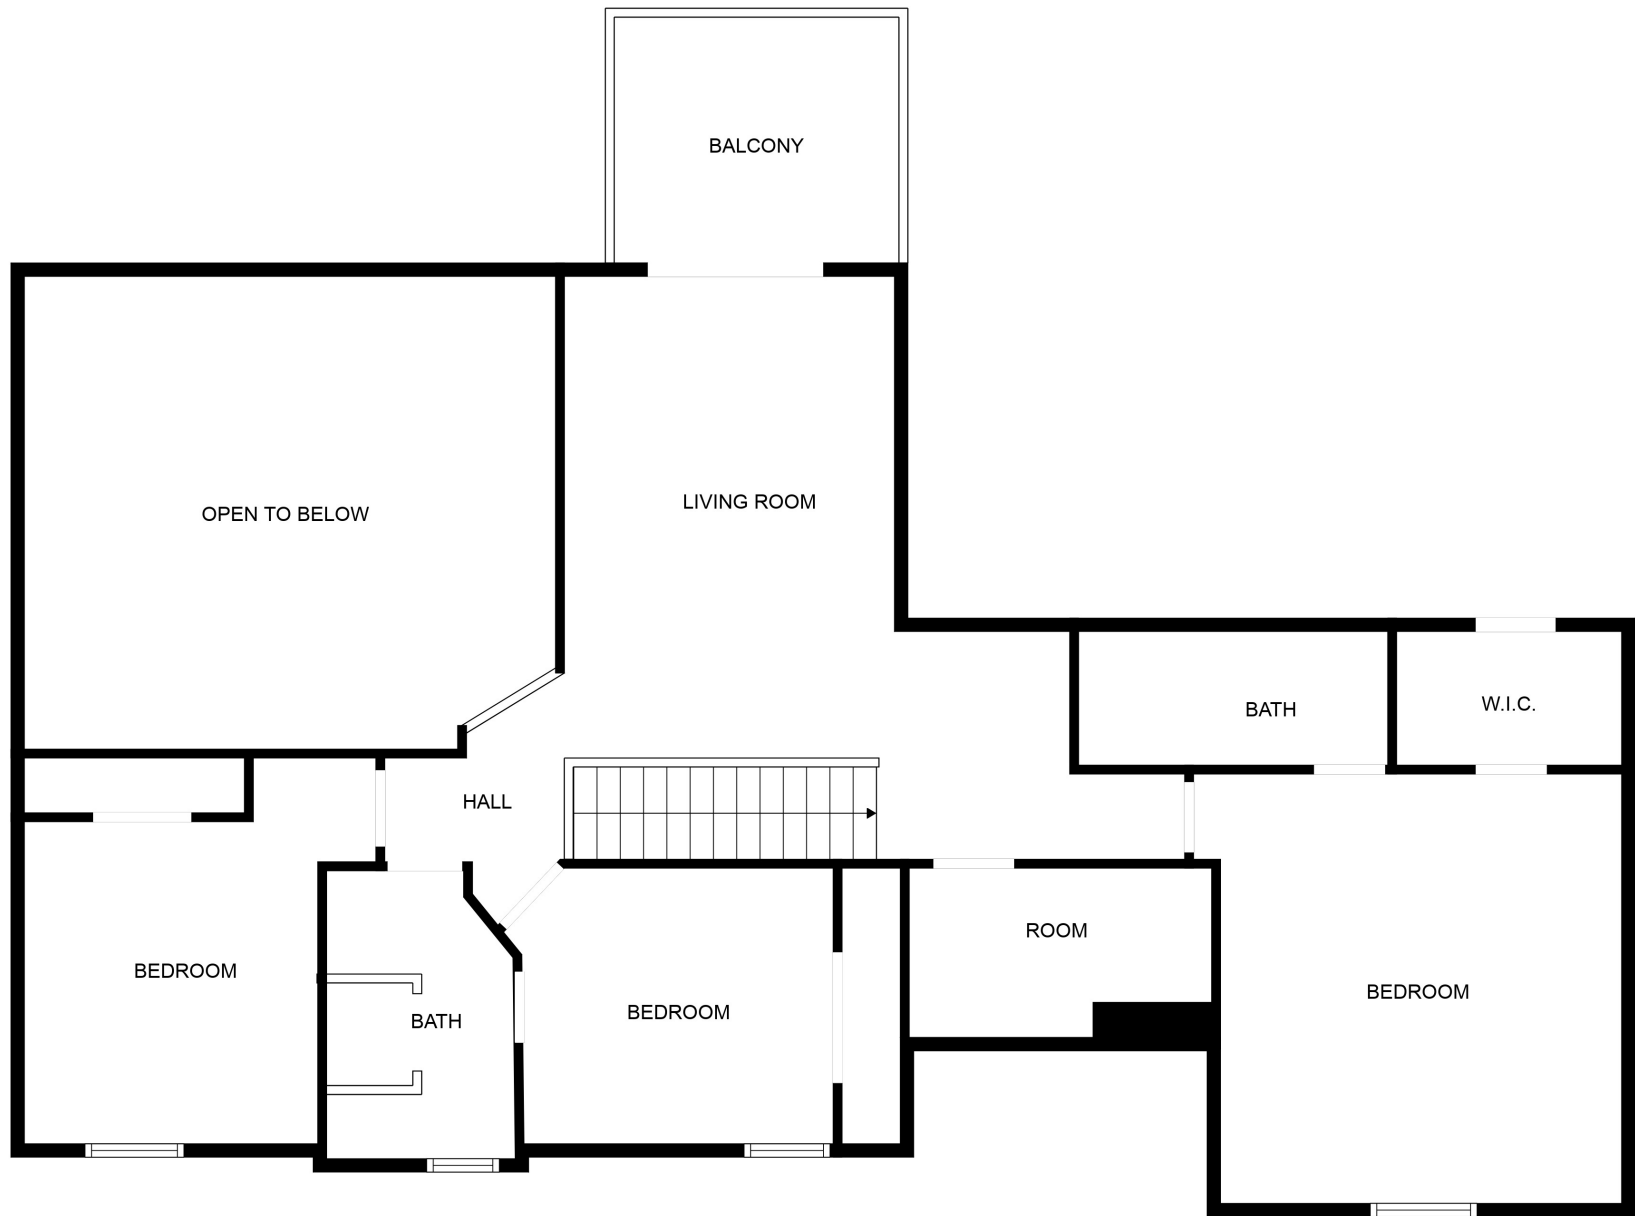 BALCONY
LIVING ROOM
OPEN TO BELOW
W.I.C.
BATH
HALL
ROOM
BEDROOM
BEDROOM
BEDROOM
BATH